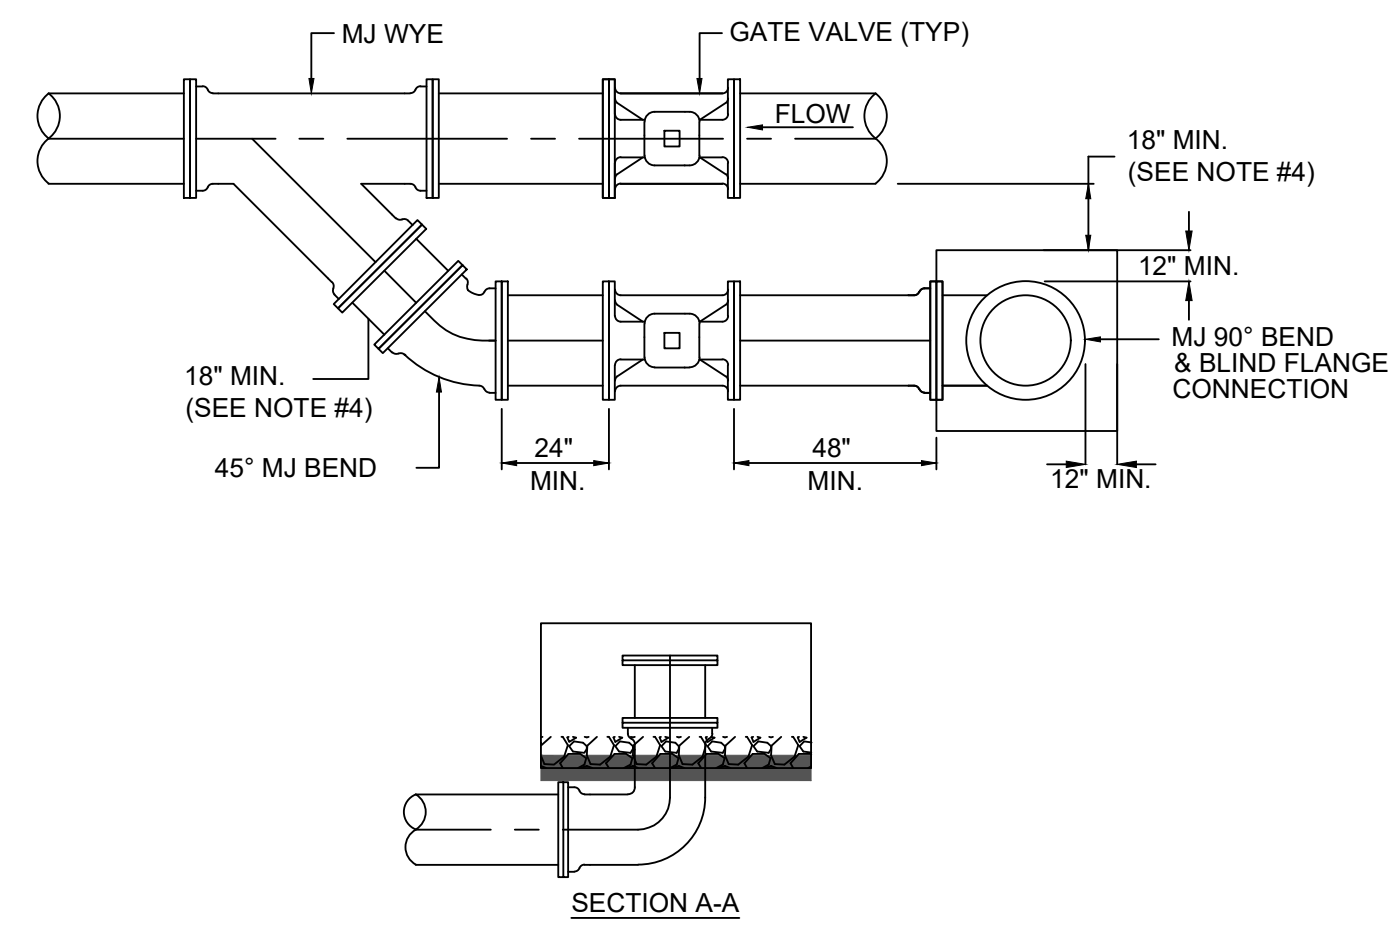 MJ WYE
GATE VALVE (TYP)
FLOW
18" MIN.
(SEE NOTE #4)
12" MIN.
MJ 90° BEND
& BLIND FLANGE
CONNECTION
18" MIN.
(SEE NOTE #4)
45° MJ BEND
24"
MIN.
48"
MIN.
12" MIN.
SECTION A-A